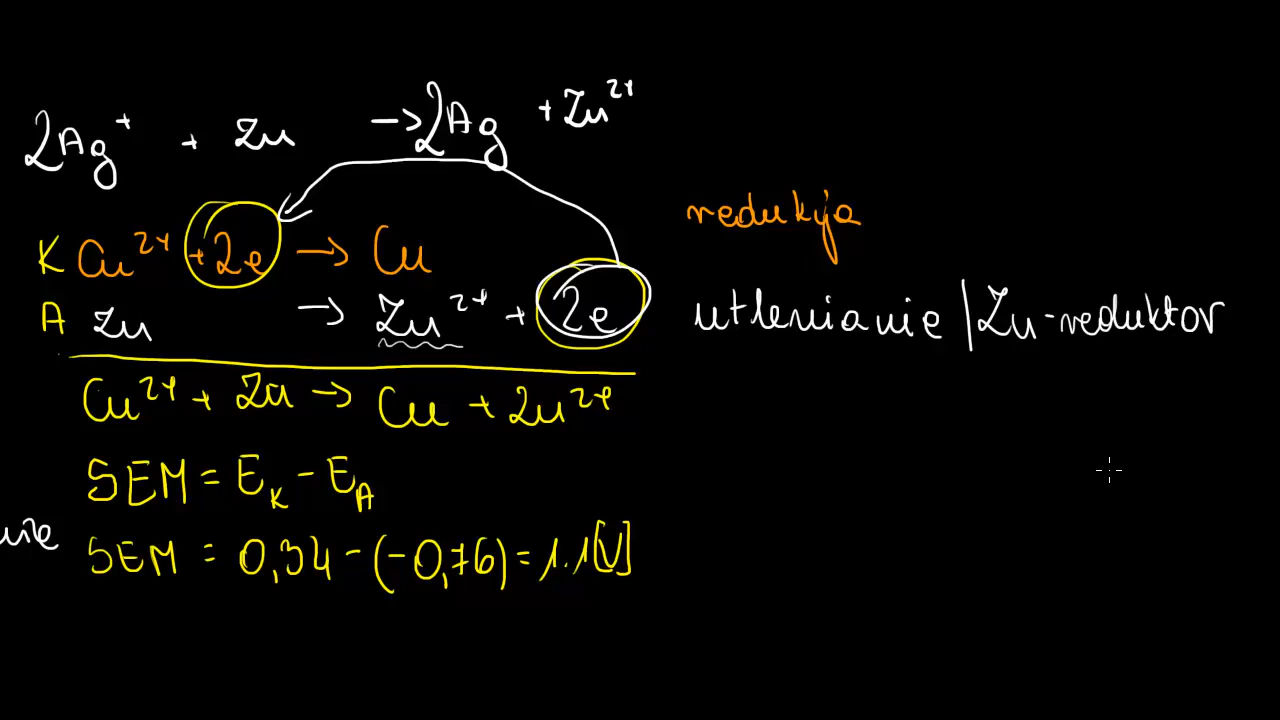 2Ag⁺ + Zn → 2Ag + Zn²⁺
redukcja
K Cu²⁺ + 2e → Cu
A Zn → Zn²⁺ + 2e utlenianie | Zn-reduktor
Cu²⁺ + Zn → Cu + Zn²⁺
SEM = E_K - E_A
SEM = 0,34 - (-0,76) = 1.1[V]